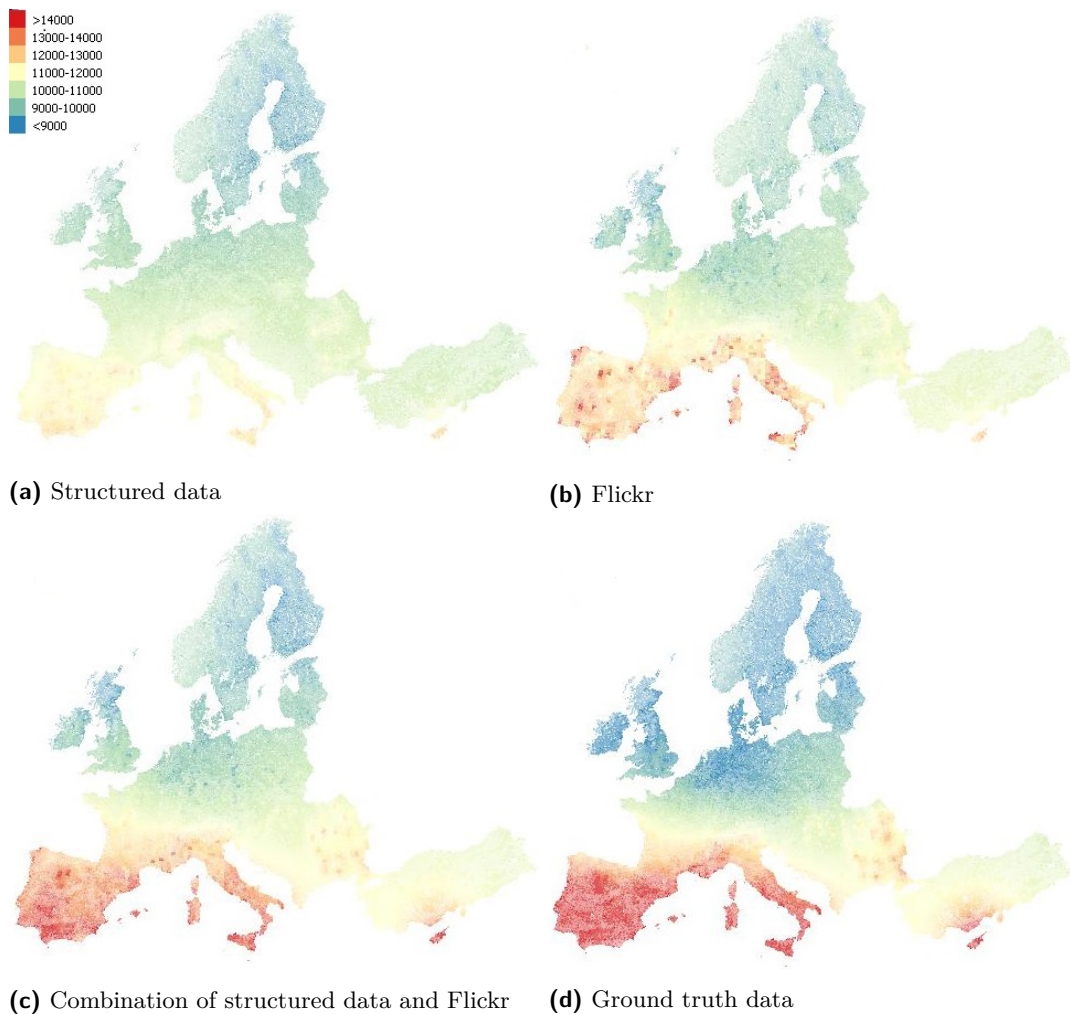 >14000
13000-14000
12000-13000
11000-12000
10000-11000
9000-10000
<9000
(a) Structured data
(b) Flickr
(c) Combination of structured data and Flickr
(d) Ground truth data